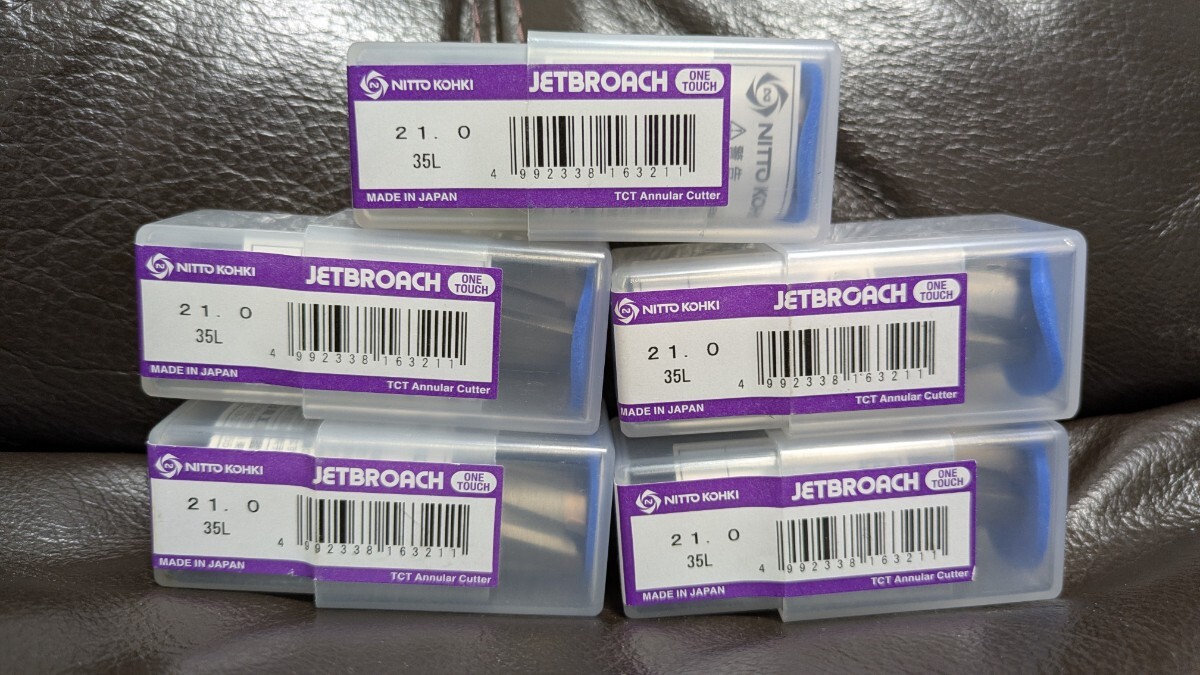 NITTO KOHKI JETBROACH ONE TOUCH
21.0
35L
4 992338 163211
MADE IN JAPAN TCT Annular Cutter
NITTO KOH
警告
NITTO KOHKI JETBROACH ONE TOUCH
21.0
35L
4 992338 163211
MADE IN JAPAN TCT Annular Cutter
NITTO KOHKI JETBROACH ONE TOUCH
21.0
35L
4 992338 163211
MADE IN JAPAN TCT Annular Cutter
NITTO KOHKI JETBROACH ONE TOUCH
21.0
35L
4 992338 163211
MADE IN JAPAN TCT Annular Cutter
NITTO KOHKI JETBROACH ONE TOUCH
21.0
35L
4 992338 163211
MADE IN JAPAN TCT Annular Cutter